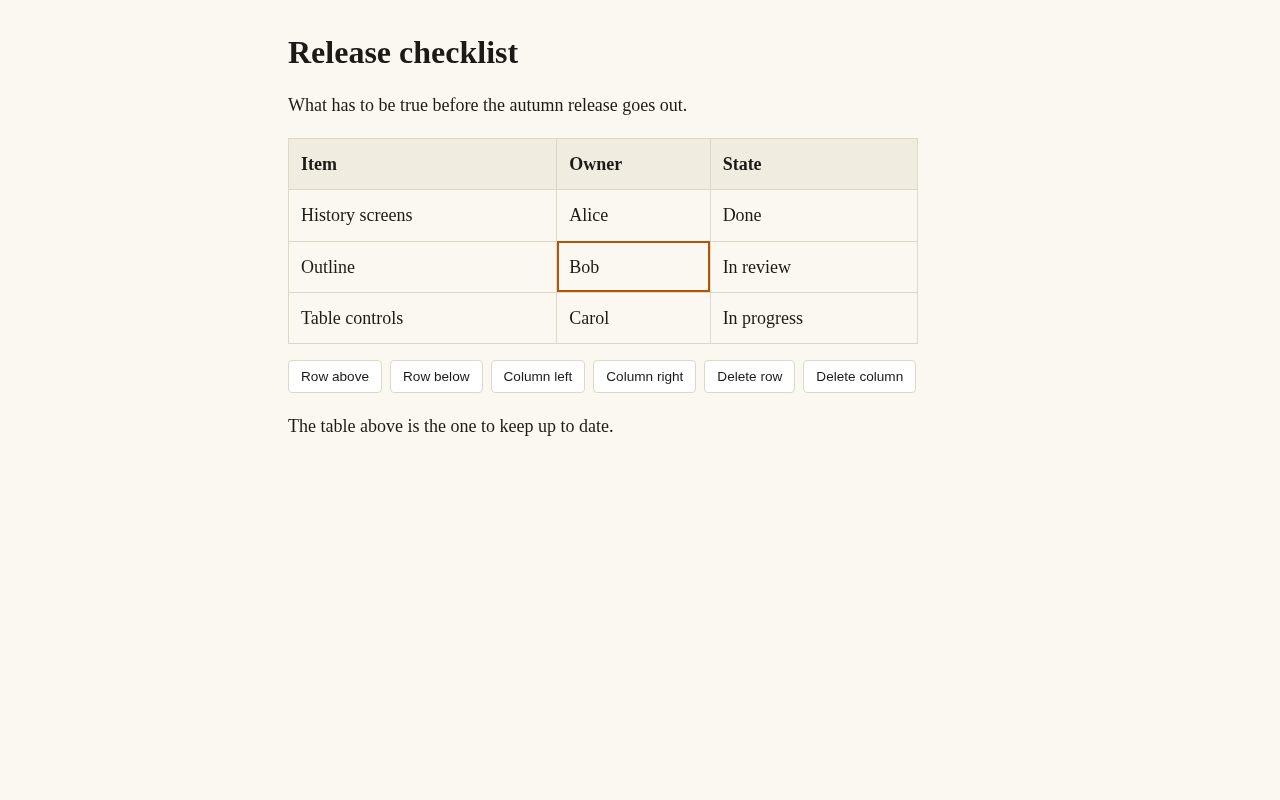 Release checklist
What has to be true before the autumn release goes out.
Item Owner State
History screens Alice Done
Outline Bob In review
Table controls Carol In progress
Row above Row below Column left Column right Delete row Delete column
The table above is the one to keep up to date.